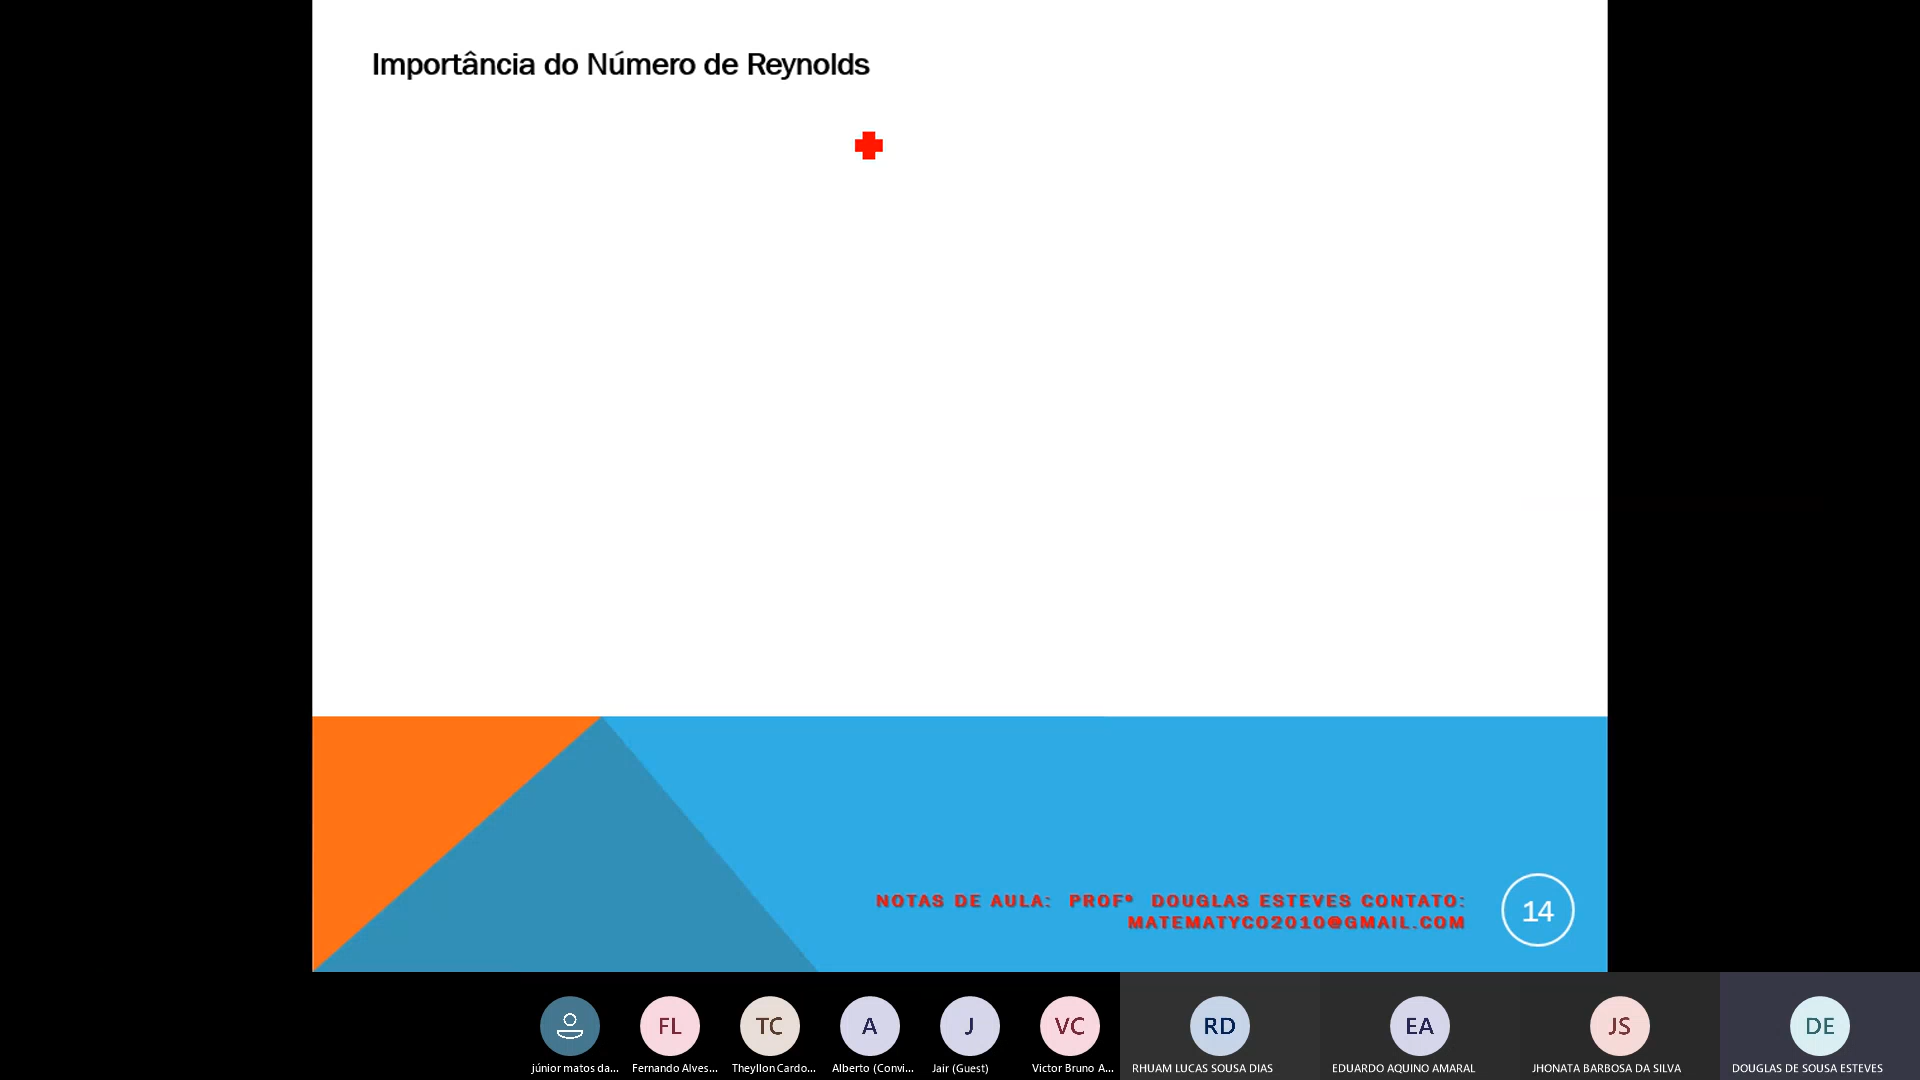 Importância do Número de Reynolds
NOTAS DE AULA: PROFº DOUGLAS ESTEVES CONTATO:
MATEMATYCO2010@GMAIL.COM
14
FL
TC
A
J
VC
RD
EA
JS
DE
júnior matos da...
Fernando Alves...
Theyllon Cardo...
Alberto (Convi...
Jair (Guest)
Victor Bruno A...
RHUAM LUCAS SOUSA DIAS
EDUARDO AQUINO AMARAL
JHONATA BARBOSA DA SILVA
DOUGLAS DE SOUSA ESTEVES